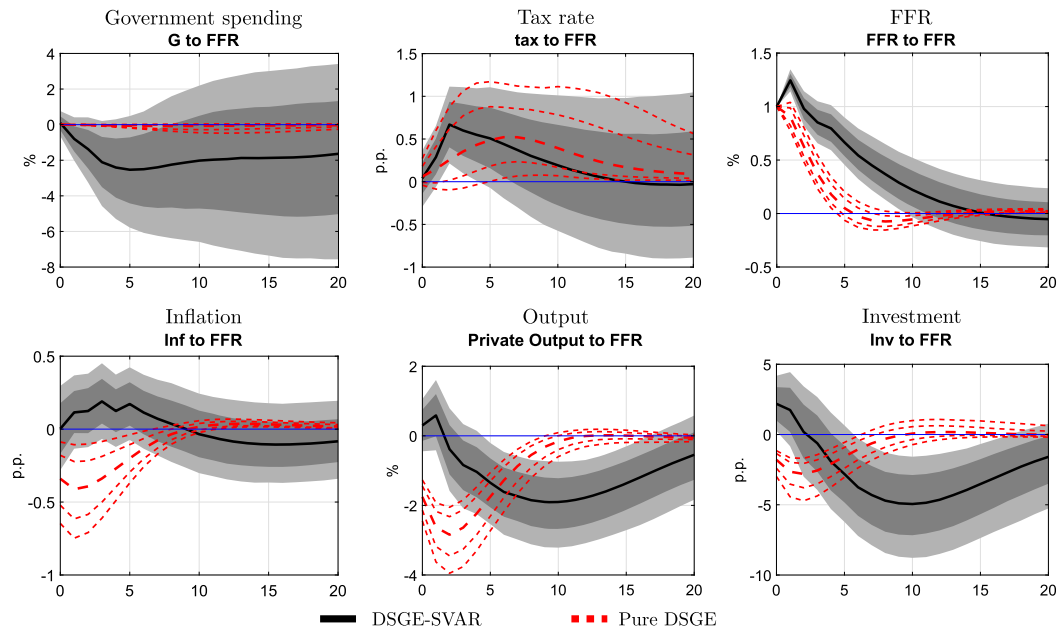 Government spending
G to FFR
4
2
0
-2
-4
-6
-8
%
0 5 10 15 20
Tax rate
tax to FFR
1.5
1
0.5
0
-0.5
-1
p.p.
0 5 10 15 20
FFR
FFR to FFR
1.5
1
0.5
0
-0.5
%
0 5 10 15 20
Inflation
Inf to FFR
0.5
0
-0.5
-1
p.p.
0 5 10 15 20
Output
Private Output to FFR
2
0
-2
-4
%
0 5 10 15 20
Investment
Inv to FFR
5
0
-5
-10
p.p.
0 5 10 15 20
DSGE-SVAR Pure DSGE